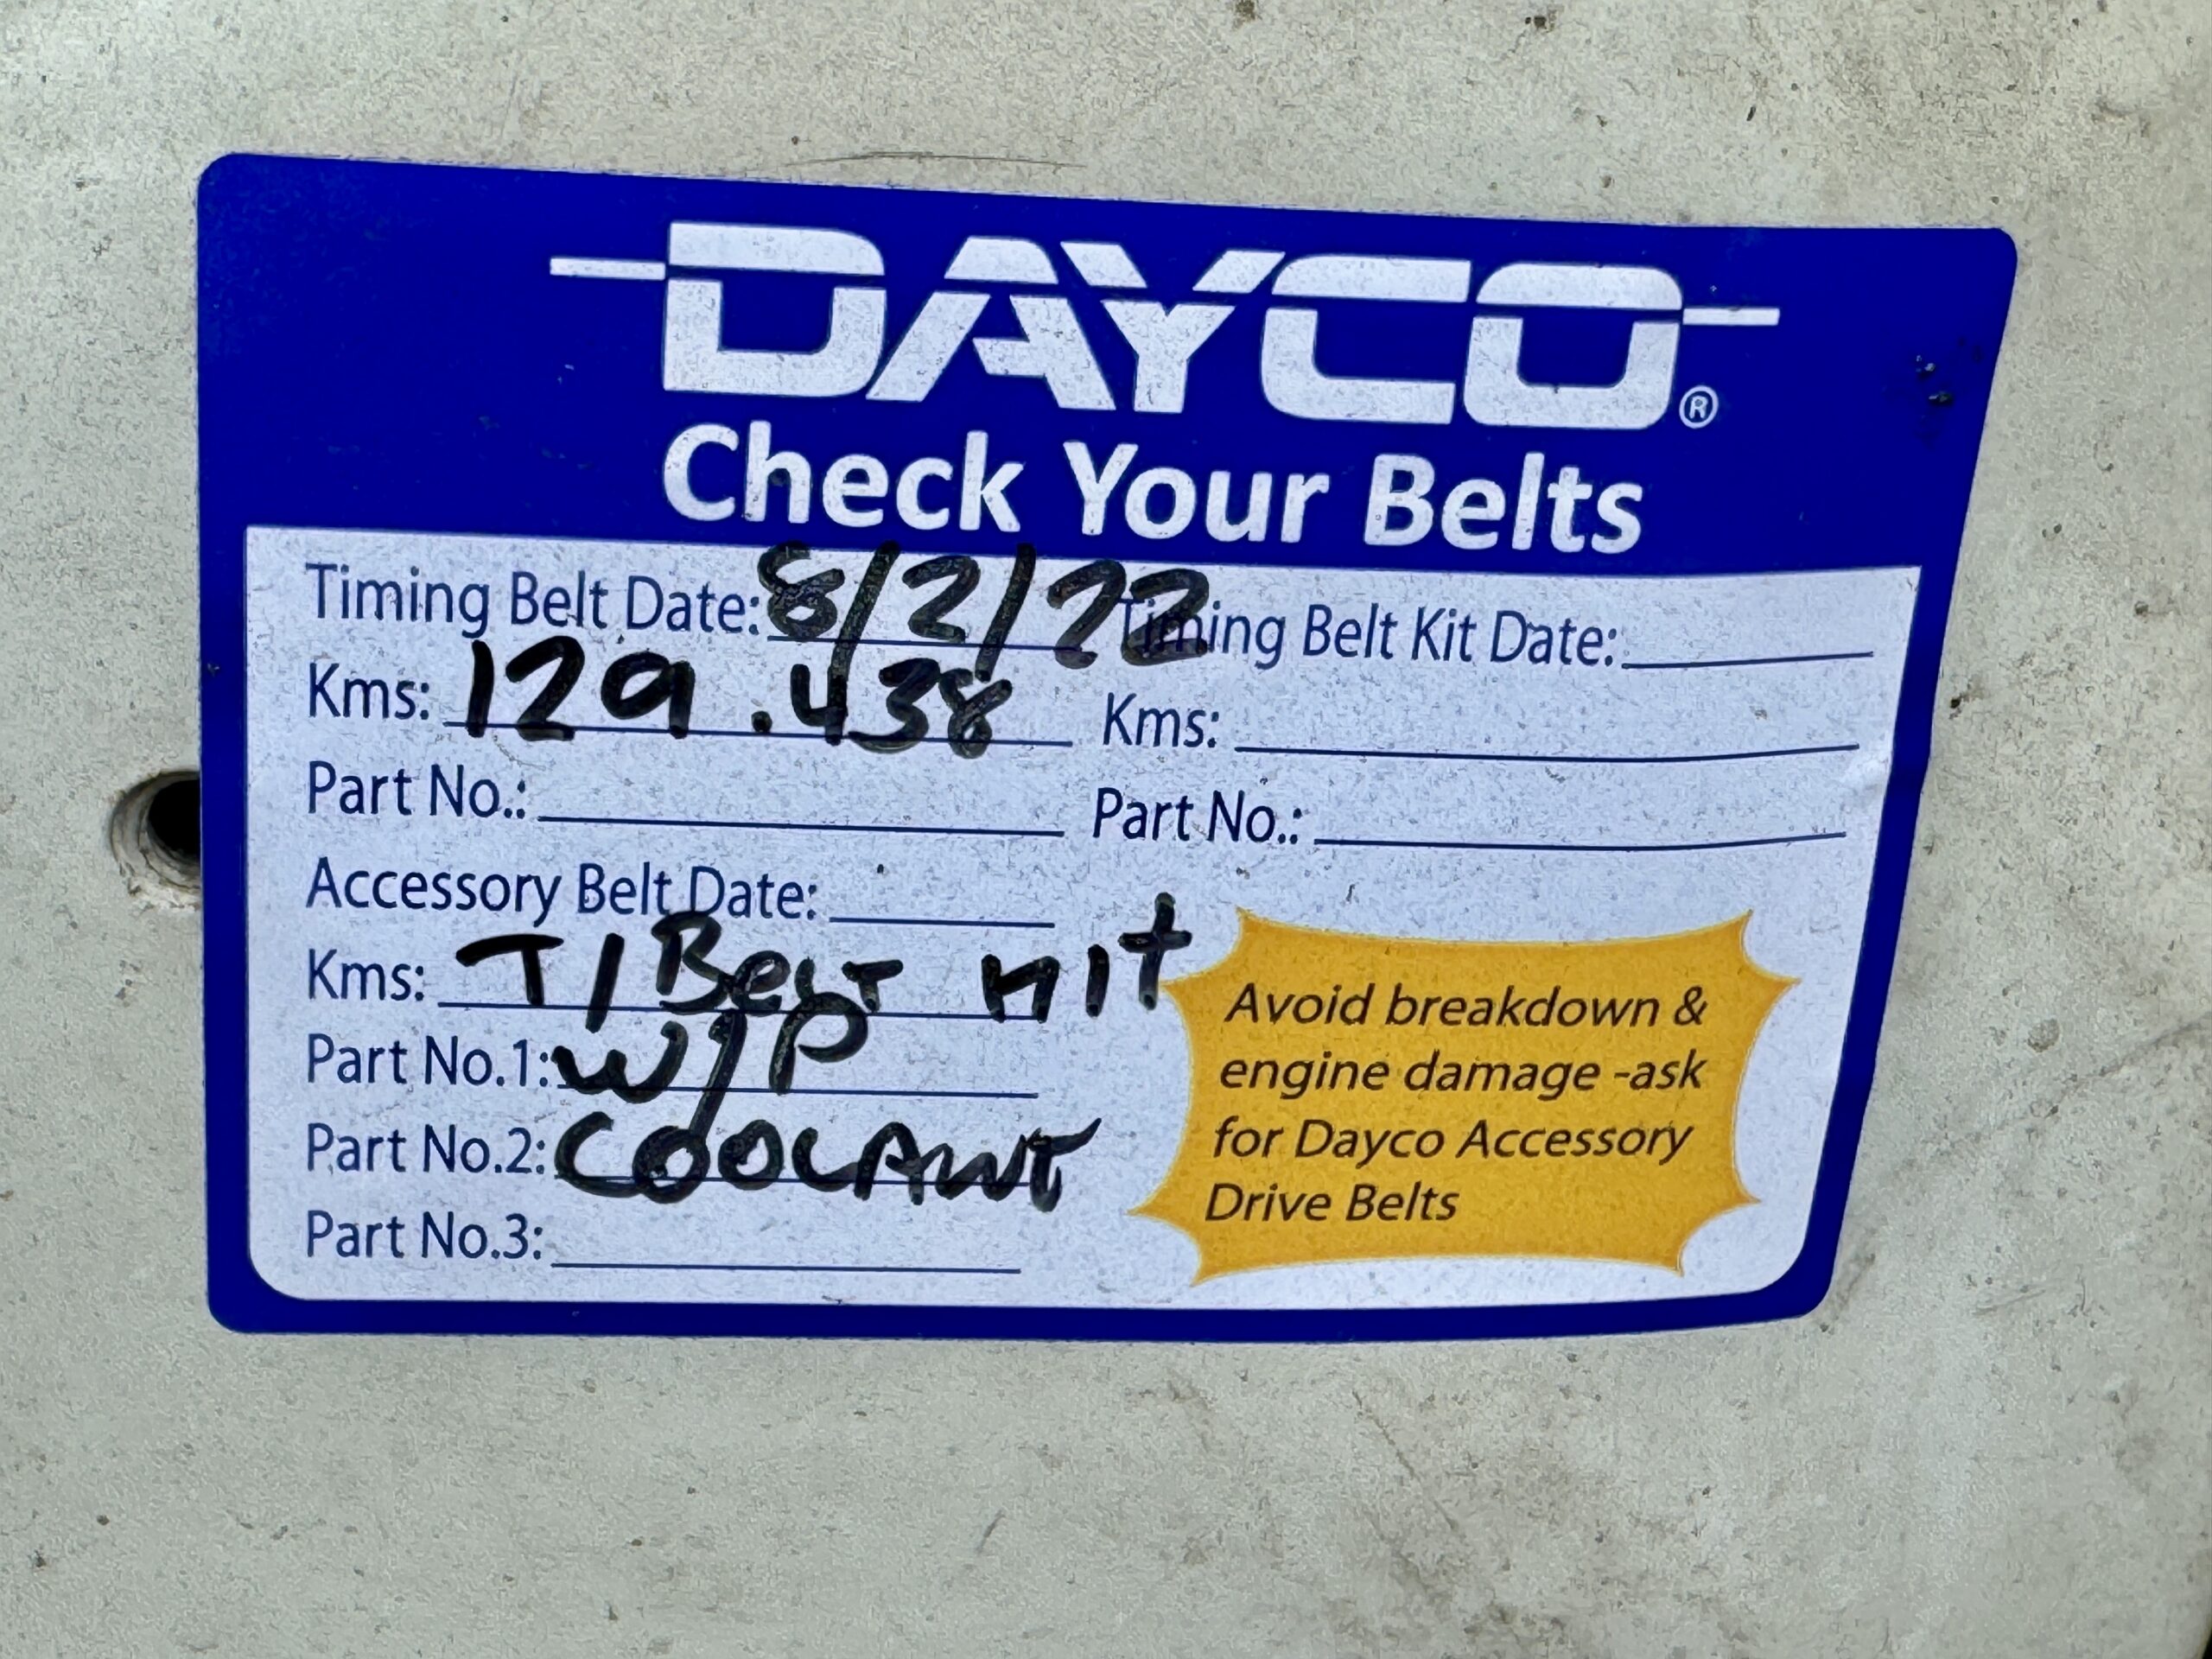 DAYCO®
Check Your Belts
Timing Belt Date: 8/2/22 Timing Belt Kit Date:
Kms: 129.438 Kms:
Part No.: Part No.:
Accessory Belt Date:
Kms: T/Belt KIt
Part No.1: W/P
Part No.2: COOLANT
Part No.3:
Avoid breakdown &
engine damage -ask
for Dayco Accessory
Drive Belts